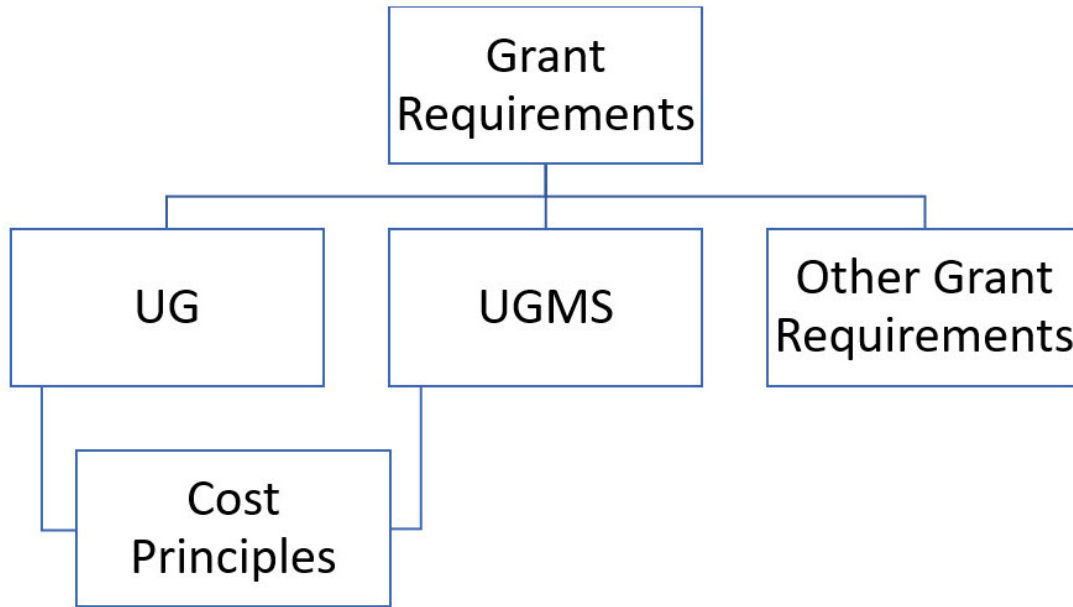 Grant
Requirements
UG
UGMS
Other Grant
Requirements
Cost
Principles